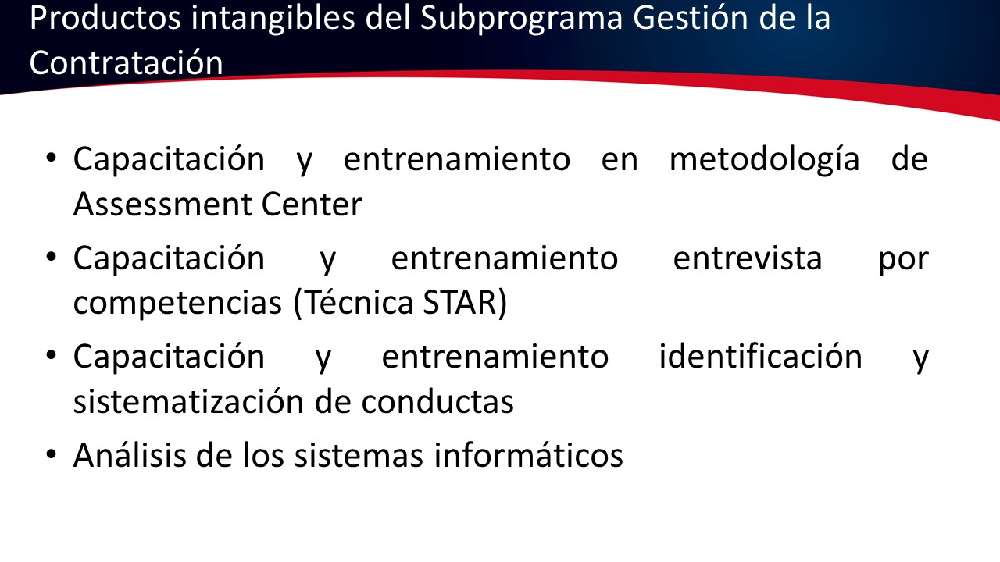 Productos intangibles del Subprograma Gestión de la
Contratación
• Capacitación y entrenamiento en metodología de
Assessment Center
• Capacitación y entrenamiento entrevista por
competencias (Técnica STAR)
• Capacitación y entrenamiento identificación y
sistematización de conductas
• Análisis de los sistemas informáticos